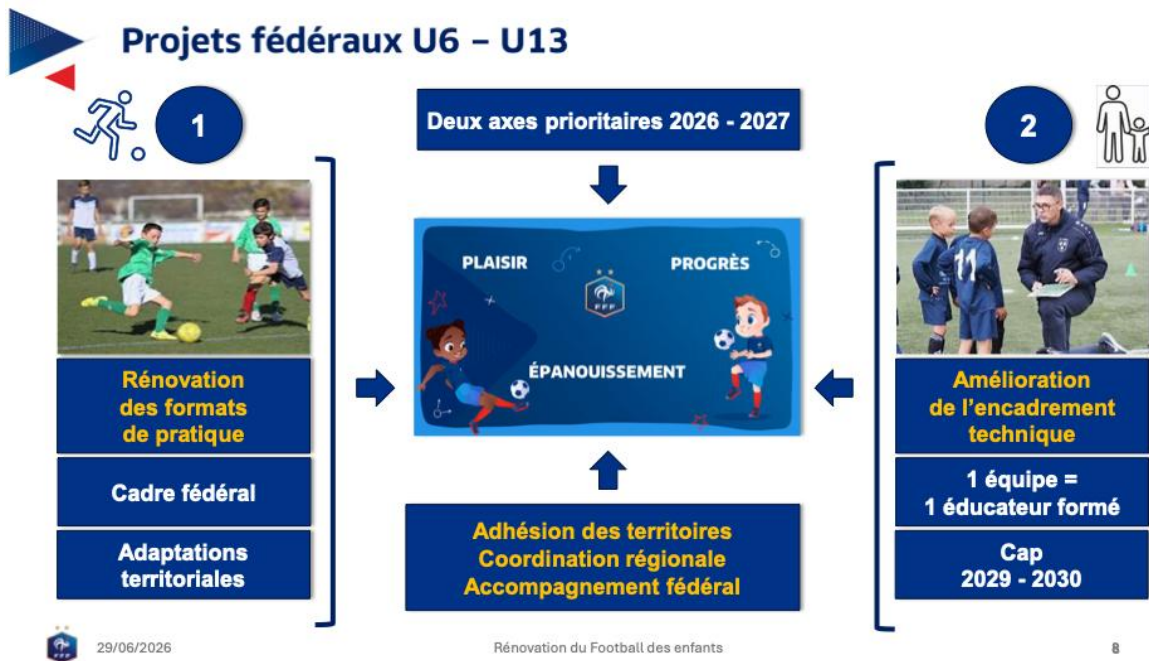 Projets fédéraux U6 – U13
1
Deux axes prioritaires 2026 - 2027
2
PLAISIR
PROGRÈS
FFF
ÉPANOUISSEMENT
11
Rénovation
des formats
de pratique
Cadre fédéral
Adaptations
territoriales
Adhésion des territoires
Coordination régionale
Accompagnement fédéral
Amélioration
de l'encadrement
technique
1 équipe =
1 éducateur formé
Cap
2029 - 2030
29/06/2026
Rénovation du Football des enfants
8